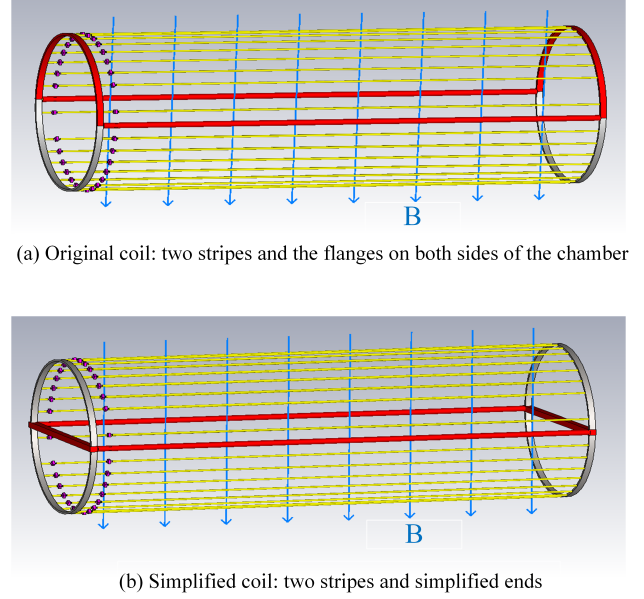 B
(a) Original coil: two stripes and the flanges on both sides of the chamber
B
(b) Simplified coil: two stripes and simplified ends